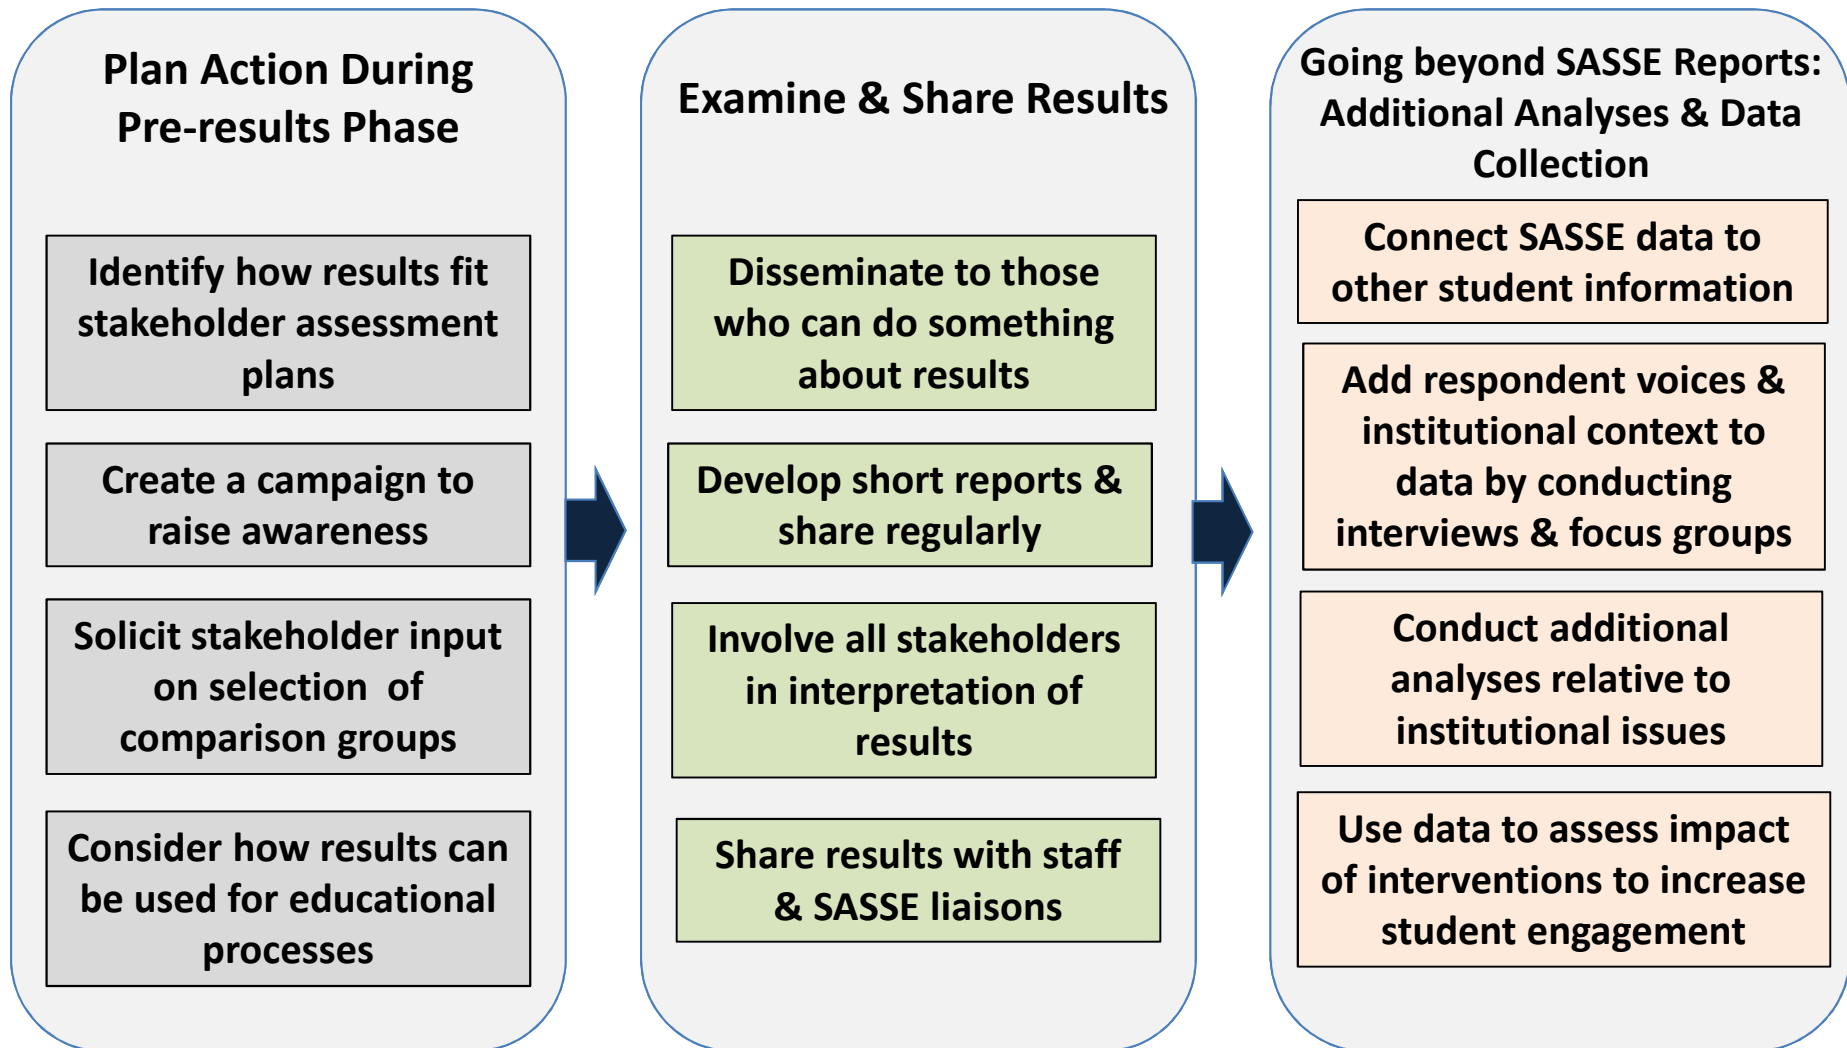 Plan Action During
Pre-results Phase
Identify how results fit
stakeholder assessment
plans
Create a campaign to
raise awareness
Solicit stakeholder input
on selection  of
comparison groups
Consider how results can
be used for educational
processes
Examine & Share Results
Disseminate to those
who can do something
about results
Develop short reports &
share regularly
Involve all stakeholders
in interpretation of
results
Share results with staff
& SASSE liaisons
Going beyond SASSE Reports:
Additional Analyses & Data
Collection
Connect SASSE data to
other student information
Add respondent voices &
institutional context to
data by conducting
interviews & focus groups
Conduct additional
analyses relative to
institutional issues
Use data to assess impact
of interventions to increase
student engagement